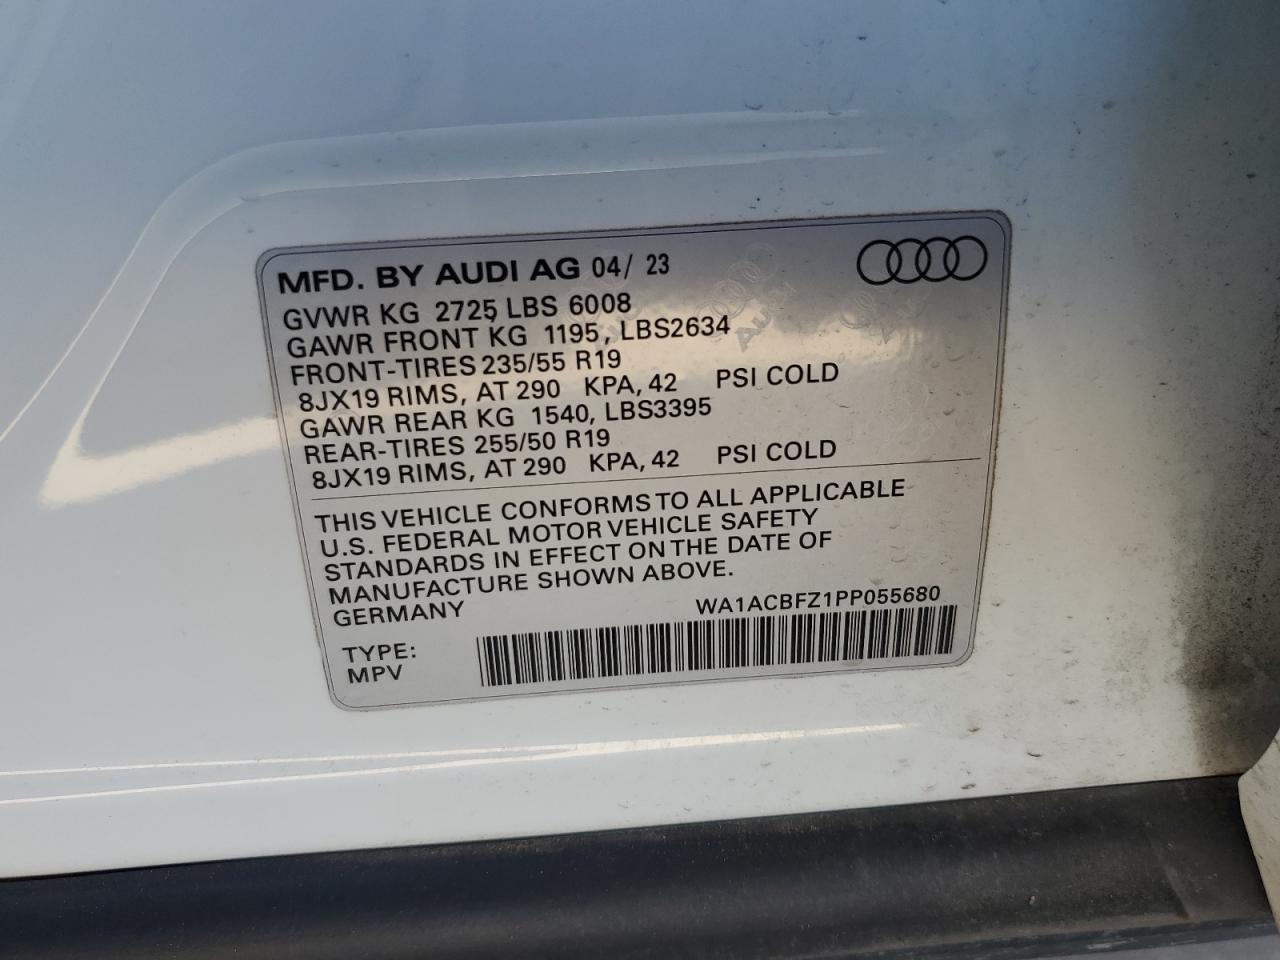 MFD. BY AUDI AG 04/ 23
GVWR KG 2725 LBS 6008
GAWR FRONT KG 1195, LBS2634
FRONT-TIRES 235/55 R19
8JX19 RIMS, AT 290 KPA, 42 PSI COLD
GAWR REAR KG 1540, LBS3395
REAR-TIRES 255/50 R19
8JX19 RIMS, AT 290 KPA, 42 PSI COLD
THIS VEHICLE CONFORMS TO ALL APPLICABLE
U.S. FEDERAL MOTOR VEHICLE SAFETY
STANDARDS IN EFFECT ON THE DATE OF
MANUFACTURE SHOWN ABOVE.
GERMANY
WA1ACBFZ1PP055680
TYPE:
MPV
AUDI